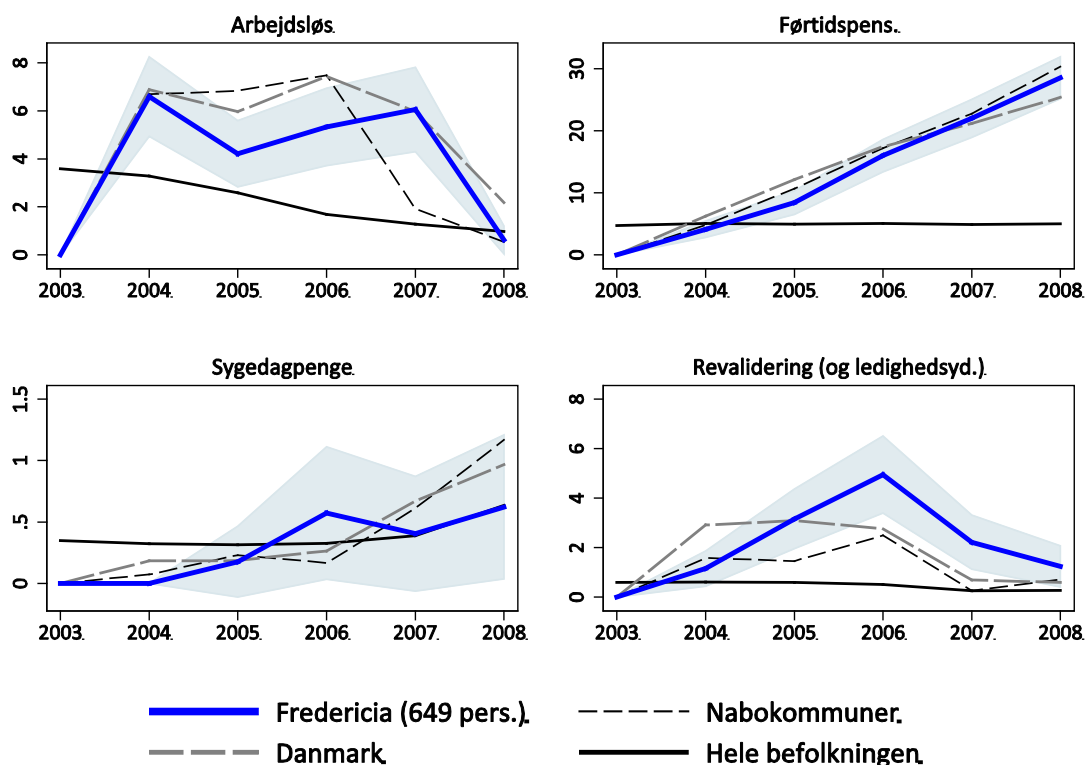 Arbejdsløs.
8
6
4
2
0
2003. 2004. 2005. 2006. 2007. 2008.
Førtidspens.
30
20
10
0
2003. 2004. 2005. 2006. 2007. 2008.
Sygedagpenge.
1.5
1
.5
0
2003. 2004. 2005. 2006. 2007. 2008.
Revalidering (og ledighedsyd.).
8
6
4
2
0
2003. 2004. 2005. 2006. 2007. 2008.
Fredericia (649 pers.).
Nabokommuner.
Danmark.
Hele befolkningen.